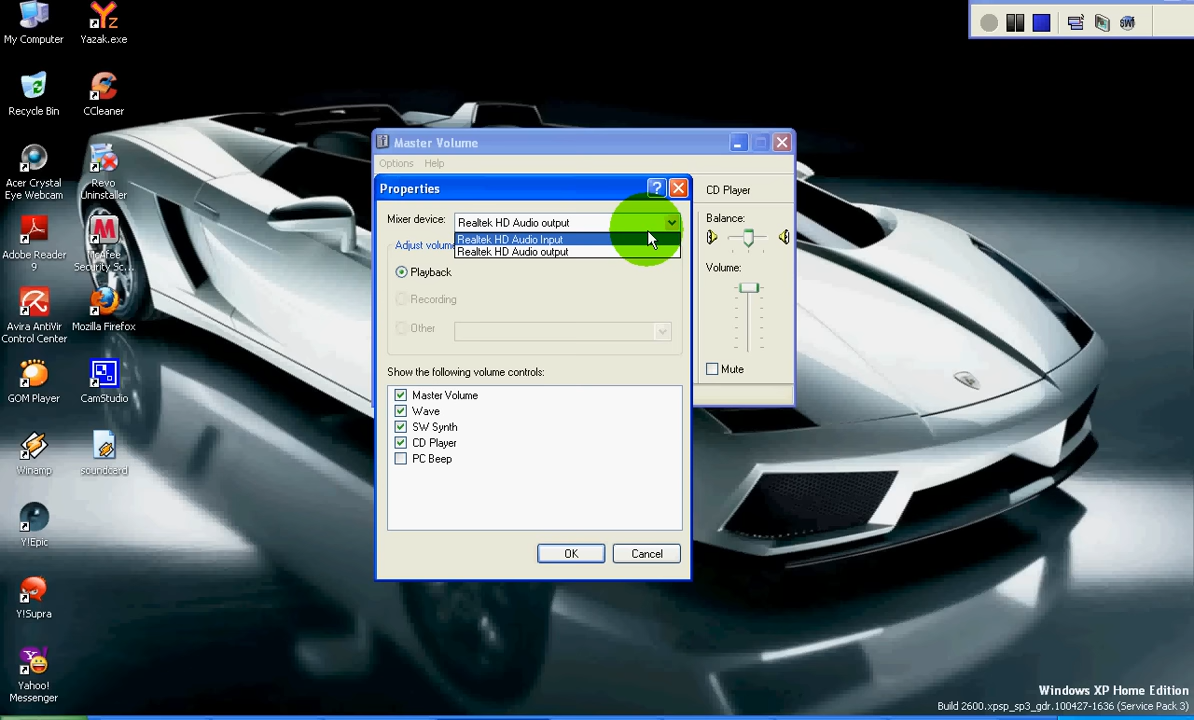 My Computer
Yazak.exe
Recycle Bin
CCleaner
Acer Crystal
Eye Webcam
Revo
Uninstaller
Adobe Reader
9
McAfee
Security Sc...
Avira AntiVir
Control Center
Mozilla Firefox
GOM Player
CamStudio
Winamp
soundcard
Y!Epic
Y!Supra
Yahoo!
Messenger
SWF
Master Volume
Options Help
Properties
Mixer device:
Realtek HD Audio output
Realtek HD Audio Input
Realtek HD Audio output
Adjust volume
Playback
Recording
Other
Show the following volume controls:
Master Volume
Wave
SW Synth
CD Player
PC Beep
OK
Cancel
CD Player
Balance:
Volume:
Mute
Windows XP Home Edition
Build 2600.xpsp_sp3_gdr.100427-1636 (Service Pack 3)